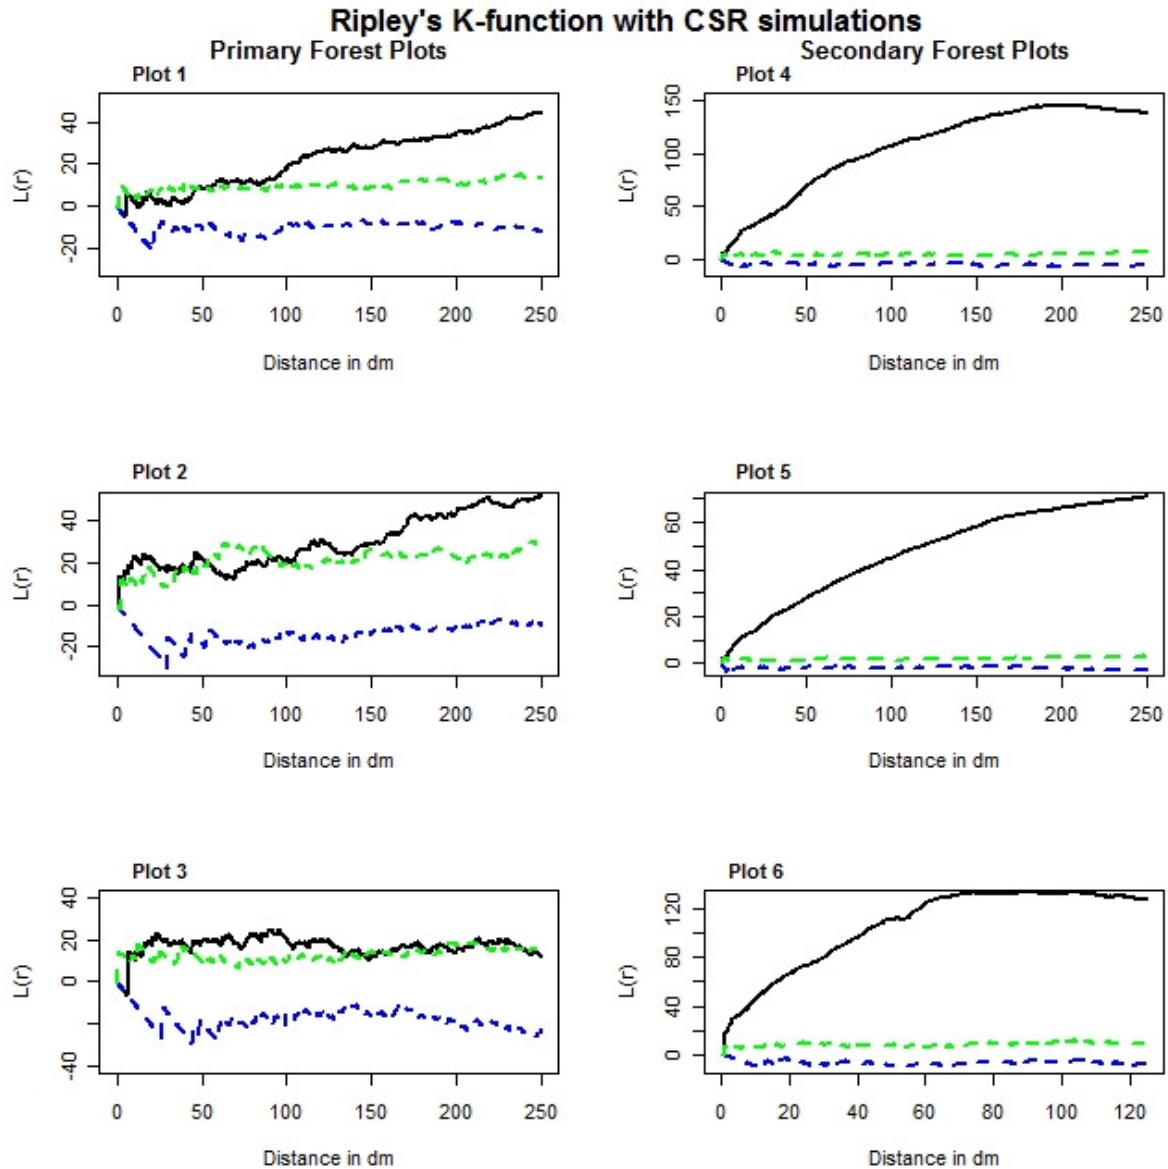 Ripley's K-function with CSR simulations
Primary Forest Plots
Secondary Forest Plots
Plot 1
L(r)
40
20
0
-20
0 50 100 150 200 250
Distance in dm
Plot 4
L(r)
150
100
50
0
0 50 100 150 200 250
Distance in dm
Plot 2
L(r)
40
20
0
-20
0 50 100 150 200 250
Distance in dm
Plot 5
L(r)
60
40
20
0
0 50 100 150 200 250
Distance in dm
Plot 3
L(r)
40
20
0
-40
0 50 100 150 200 250
Distance in dm
Plot 6
L(r)
120
80
40
0
0 20 40 60 80 100 120
Distance in dm